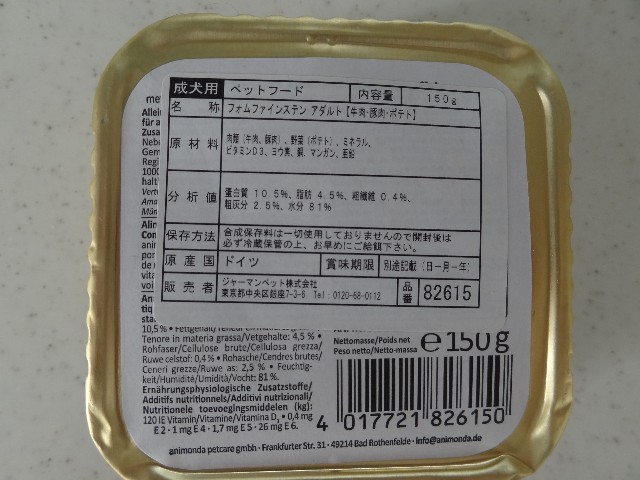 成犬用 ペットフード 内容量 150g
名 称 フォムファインステン アダルト【牛肉・豚肉・ポテト】
原材料 肉類(牛肉、豚肉)、野菜(ポテト)、ミネラル、
ビタミンD3、ヨウ素、銅、マンガン、亜鉛
分析値 蛋白質 10.5%、脂肪 4.5%、粗繊維 0.4%、
粗灰分 2.5%、水分 81%
保存方法 合成保存料は一切使用しておりませんので開封後は
必ず冷蔵保管の上、お早めにご給餌下さい。
原産国 ドイツ 賞味期限 別途記載(日-月-年)
販売者 ジャーマンペット株式会社
東京都中央区銀座7-3-6 Tel:0120-68-0112
品番 82615
10,5% • Fettgehalt/Teneur en
Tenore in materia grassa/Vetgehalte: 4,5% •
Rohfaser/Cellulose brute/Cellulosa grezza/
Ruwe celstof: 0,4% • Rohasche/Cendres brutes/
Ceneri grezze/Ruwe as: 2,5% • Feuchtig-
keit/Humidité/Umidità/Vocht: 81%.
Ernährungsphysiologische Zusatzstoffe/
Additifs nutritionnels/Additivi nutrizionali/
Nutritionele toevoegingsmiddelen (kg):
120 IE Vitamin/Vitamine/Vitamina D3 • 0,4 mg
E 2 • 1 mg E 4 • 1,7 mg E 5 • 26 mg E 6.
Nettomasse/Poids net
Peso netto/Netto-massa
e 150 g
4 017721 826150
animonda petcare gmbh · Frankfurter Str. 31 · 49214 Bad Rothenfelde · info@animonda.de